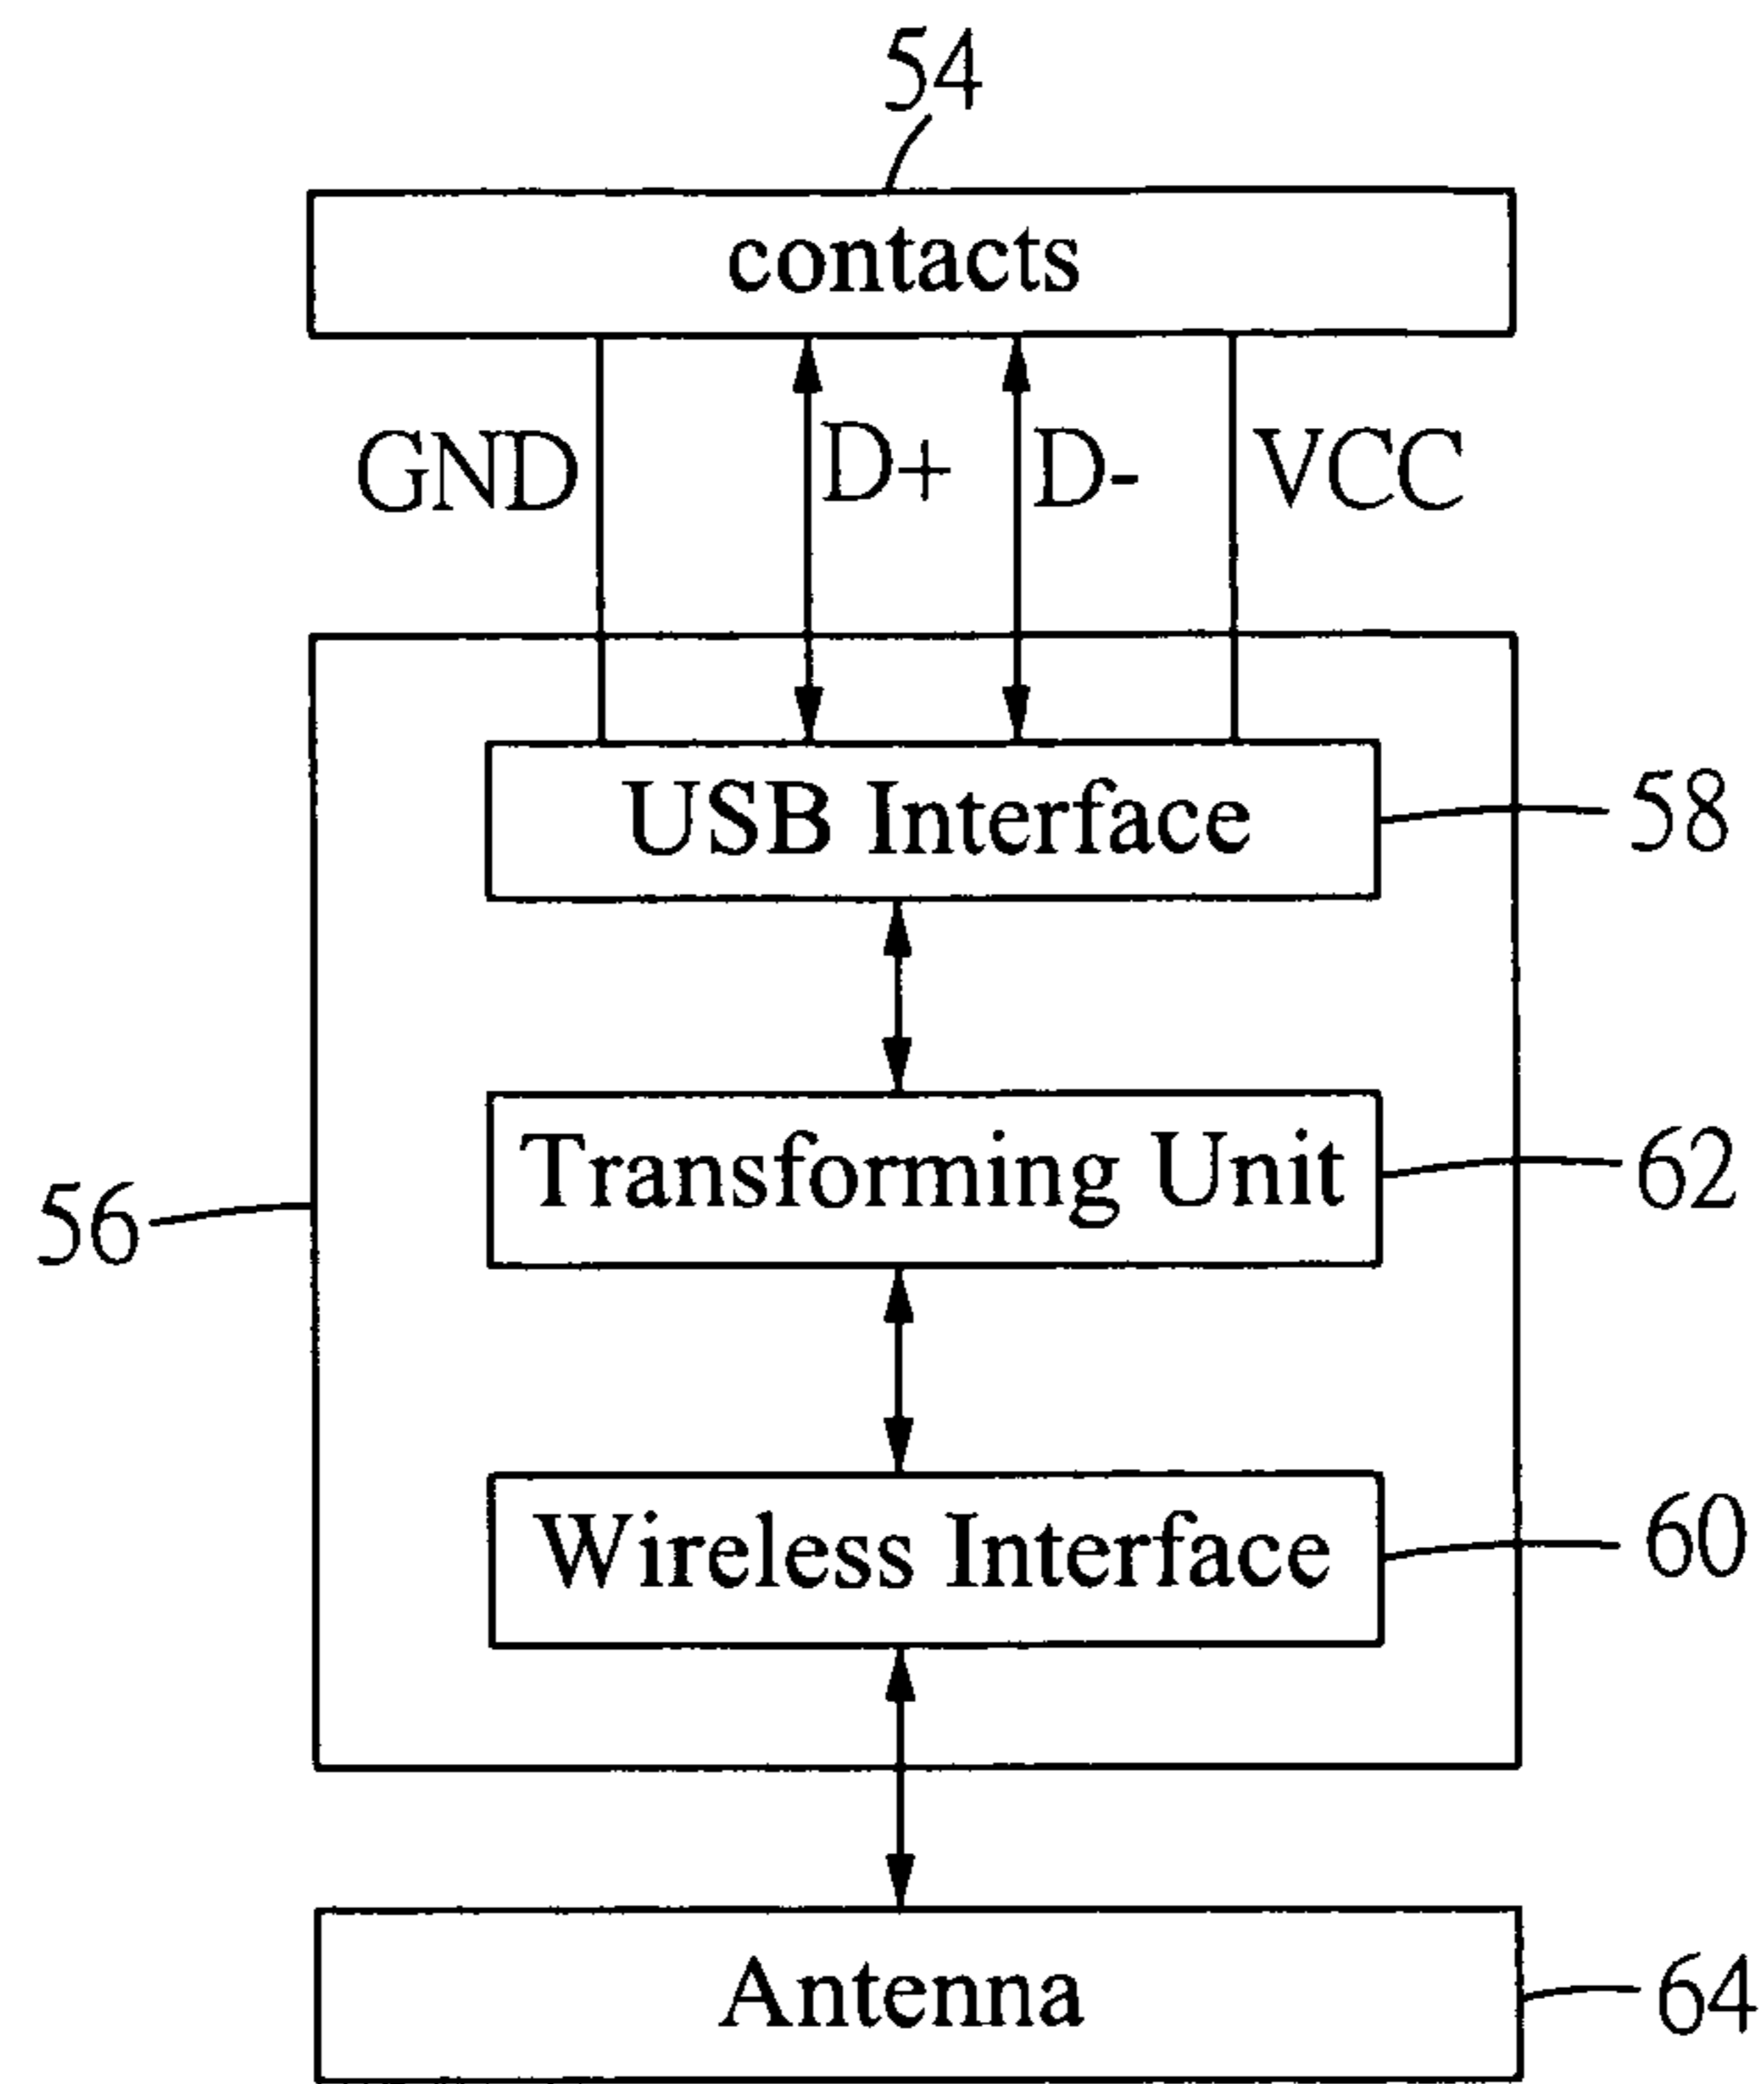 54
contacts
GND D+ D- VCC
USB Interface 58
Transforming Unit 62
56
Wireless Interface 60
Antenna 64